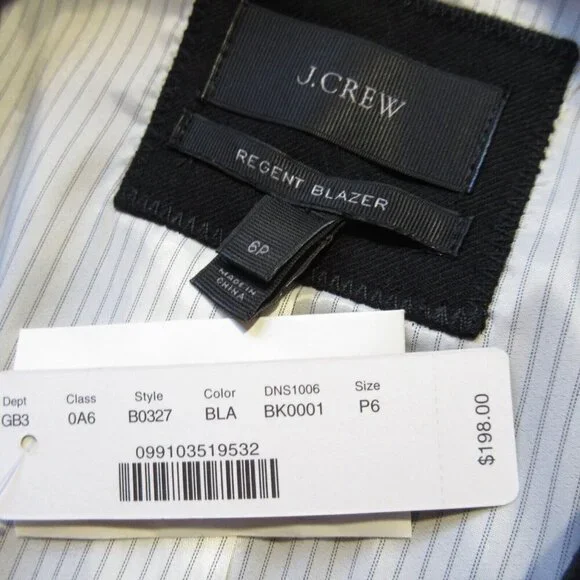 J.CREW
REGENT BLAZER
6P
MADE IN
CHINA
Dept Class Style Color DNS1006 Size
GB3 0A6 B0327 BLA BK0001 P6
099103519532
$198.00